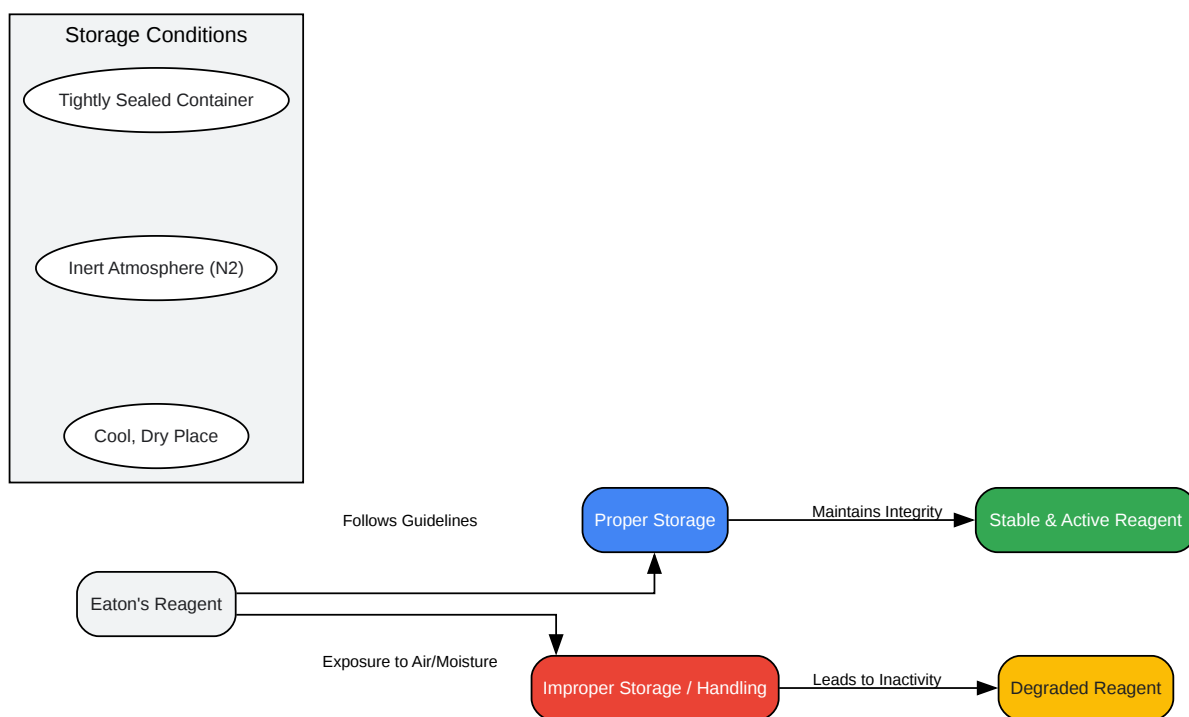 Storage Conditions
Tightly Sealed Container
Inert Atmosphere (N2)
Cool, Dry Place
Follows Guidelines
Proper Storage
Maintains Integrity
Stable & Active Reagent
Eaton's Reagent
Exposure to Air/Moisture
Improper Storage / Handling
Leads to Inactivity
Degraded Reagent